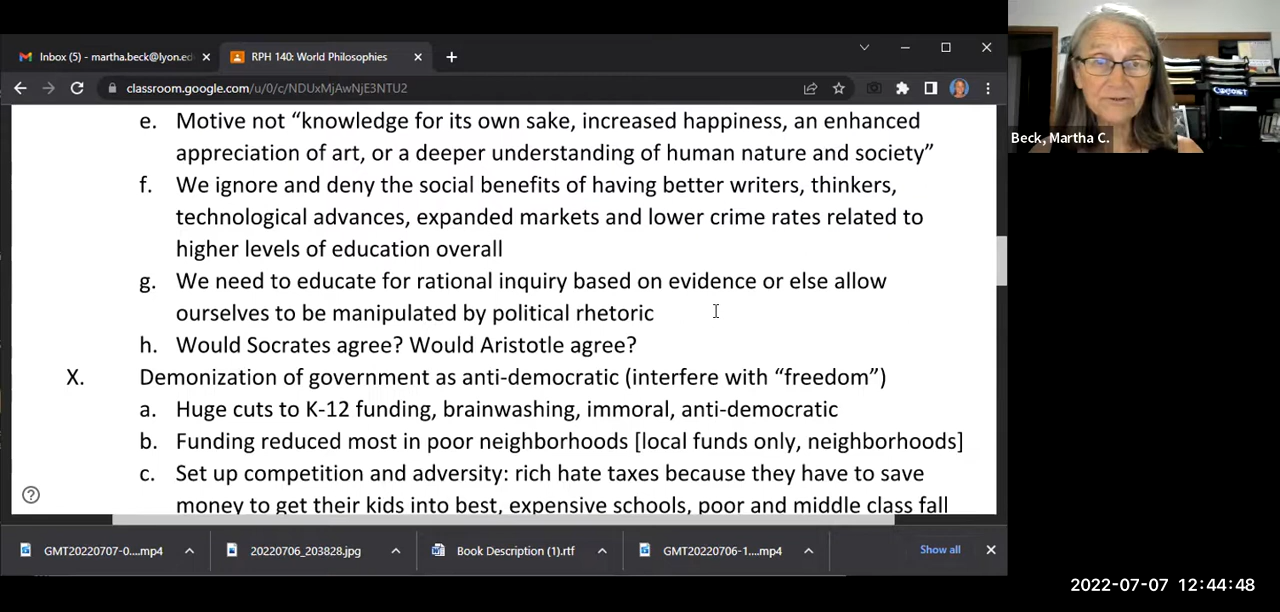 Inbox (5) - martha.beck@lyon.ed
RPH 140: World Philosophies
classroom.google.com/u/0/c/NDUxMjAwNjE3NTU2
e. Motive not “knowledge for its own sake, increased happiness, an enhanced
appreciation of art, or a deeper understanding of human nature and society”
f. We ignore and deny the social benefits of having better writers, thinkers,
technological advances, expanded markets and lower crime rates related to
higher levels of education overall
g. We need to educate for rational inquiry based on evidence or else allow
ourselves to be manipulated by political rhetoric
h. Would Socrates agree? Would Aristotle agree?
X. Demonization of government as anti-democratic (interfere with “freedom”)
a. Huge cuts to K-12 funding, brainwashing, immoral, anti-democratic
b. Funding reduced most in poor neighborhoods [local funds only, neighborhoods]
c. Set up competition and adversity: rich hate taxes because they have to save
money to get their kids into best, expensive schools, poor and middle class fall
GMT20220707-0....mp4
20220706_203828.jpg
Book Description (1).rtf
GMT20220706-1....mp4
Show all
Beck, Martha C.
2022-07-07 12:44:48